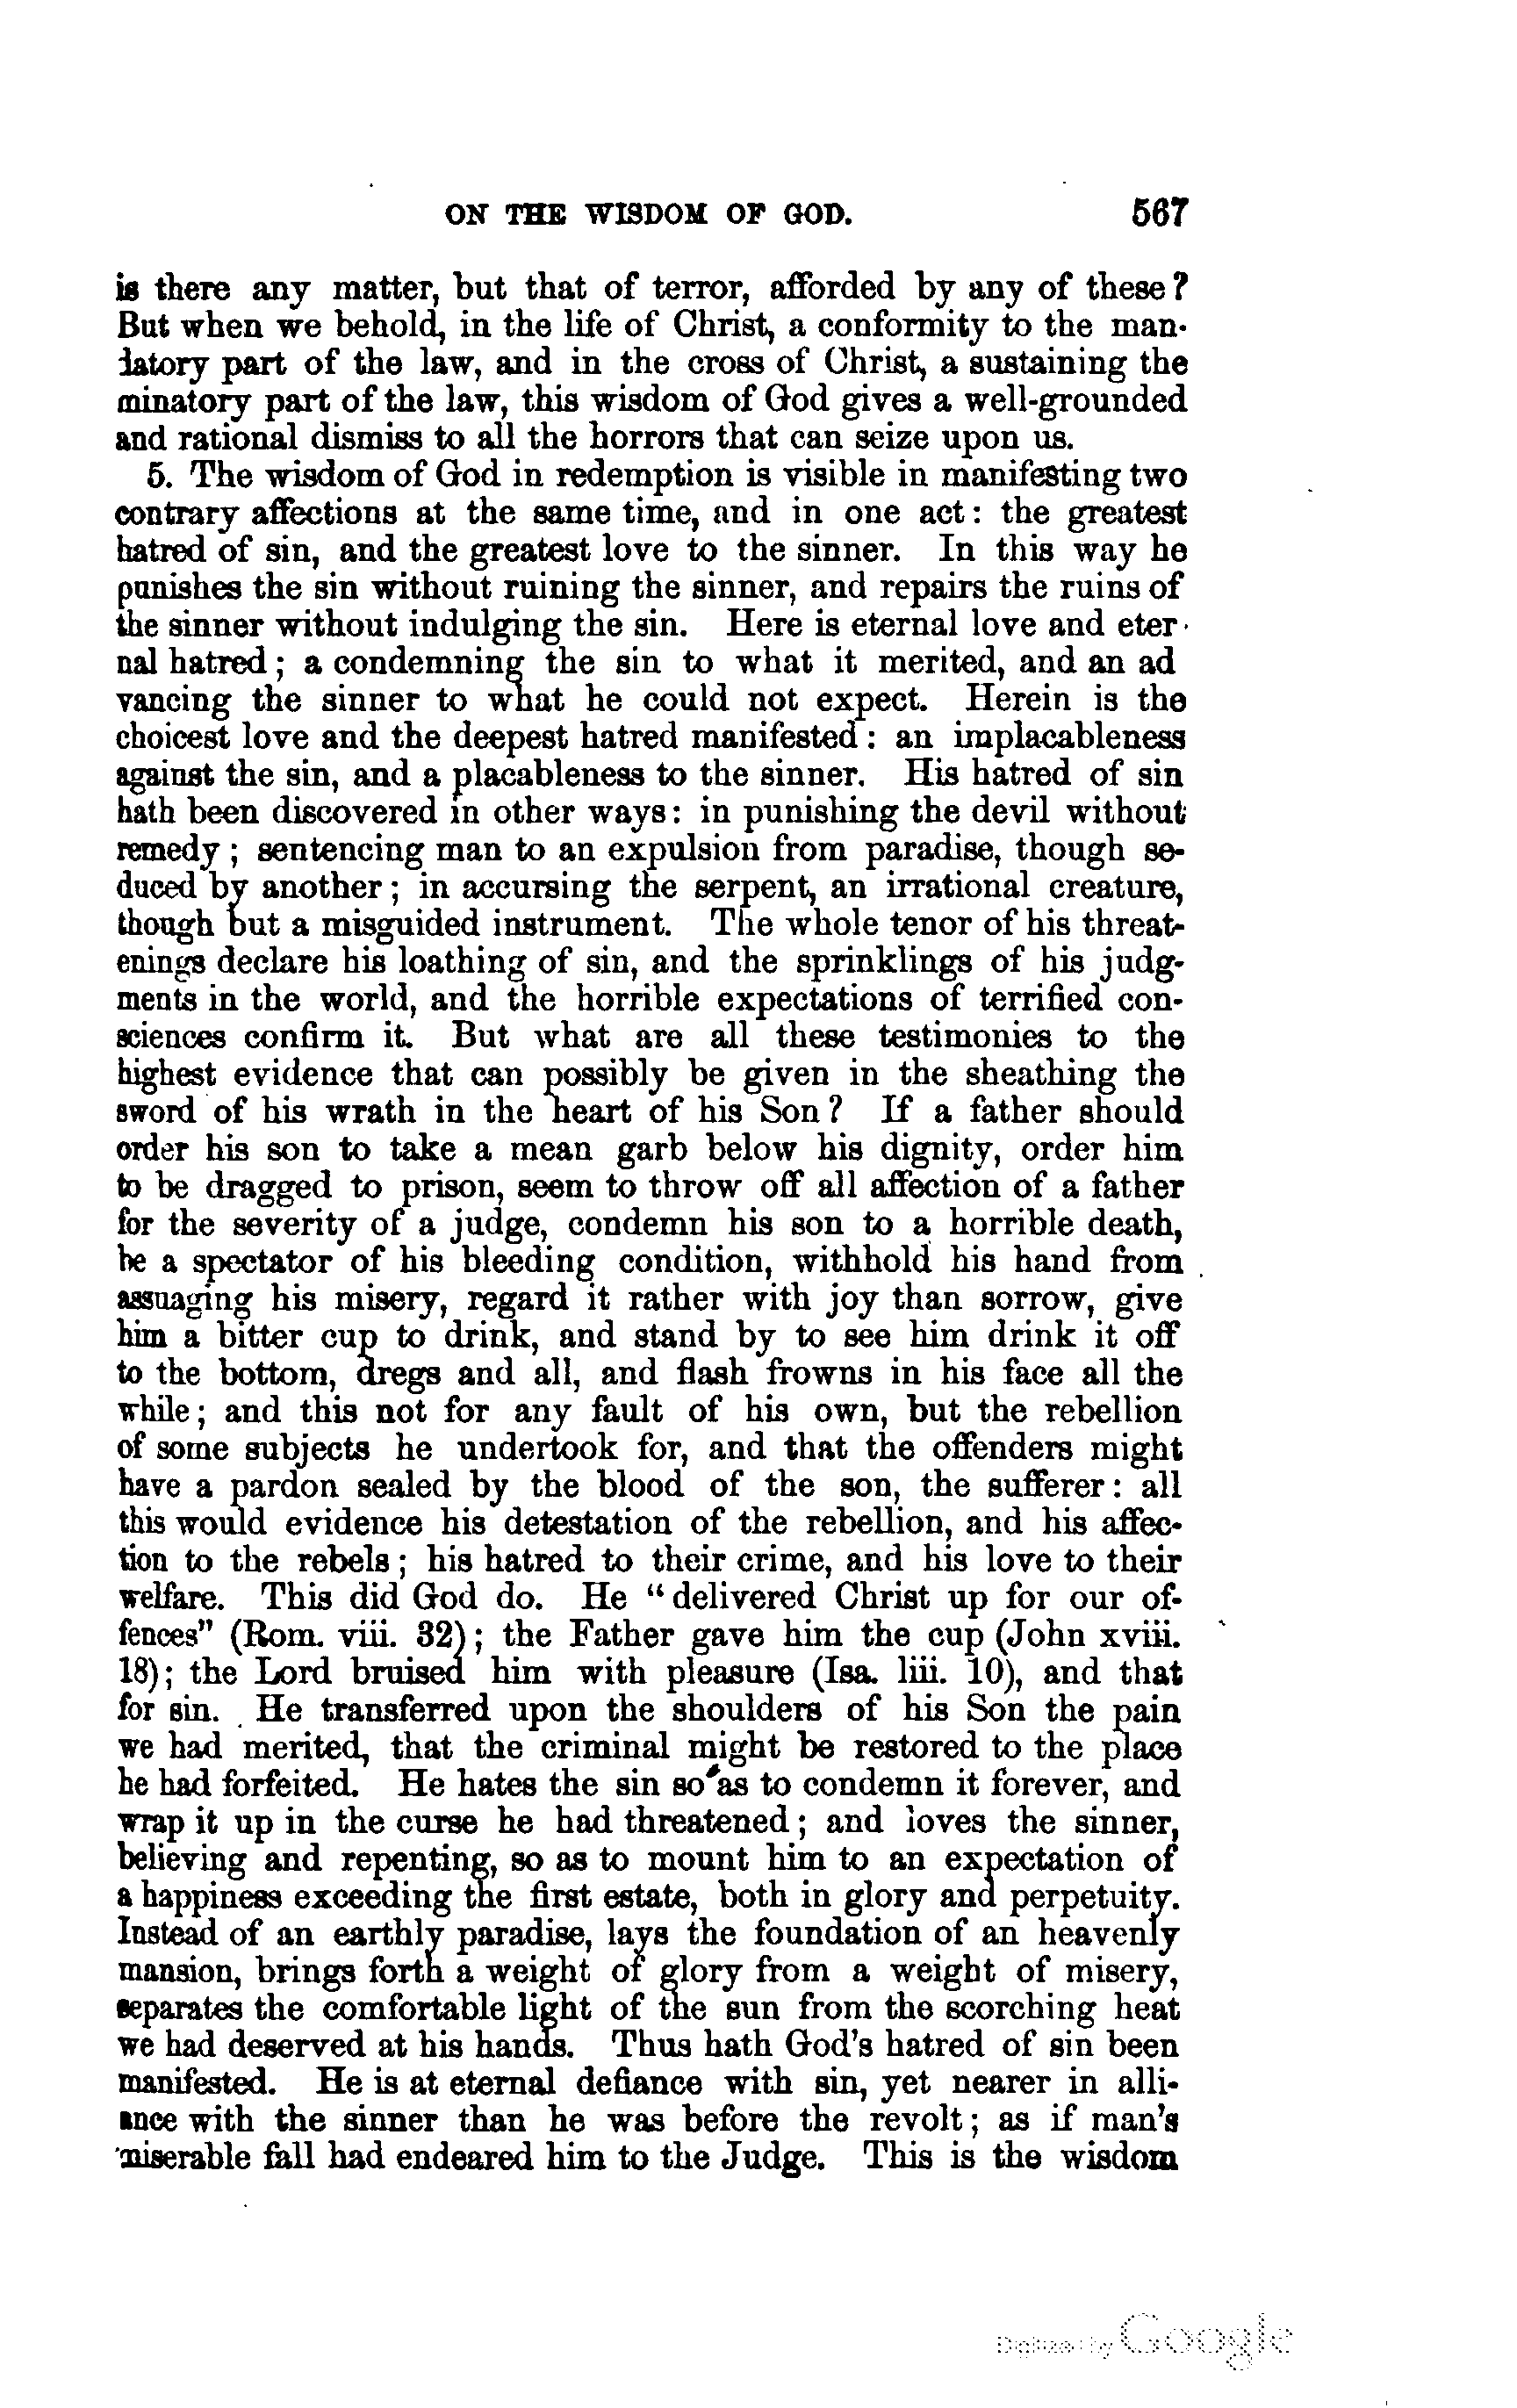 ON THE WISDOM OF GOD. 567
is there any matter, but that of terror, afforded by any of these?
But when we behold, in the life of Christ, a conformity to the man-
datory part of the law, and in the cross of Christ, a sustaining the
minatory part of the law, this wisdom of God gives a well-grounded
and rational dismiss to all the horrors that can seize upon us.
5. The wisdom of God in redemption is visible in manifesting two
contrary affections at the same time, and in one act: the greatest
hatred of sin, and the greatest love to the sinner. In this way he
punishes the sin without ruining the sinner, and repairs the ruins of
the sinner without indulging the sin. Here is eternal love and eter-
nal hatred; a condemning the sin to what it merited, and an ad
vancing the sinner to what he could not expect. Herein is the
choicest love and the deepest hatred manifested: an implacableness
against the sin, and a placableness to the sinner. His hatred of sin
hath been discovered in other ways: in punishing the devil without
remedy; sentencing man to an expulsion from paradise, though se-
duced by another; in accursing the serpent, an irrational creature,
though but a misguided instrument. The whole tenor of his threat-
enings declare his loathing of sin, and the sprinklings of his judg-
ments in the world, and the horrible expectations of terrified con-
sciences confirm it. But what are all these testimonies to the
highest evidence that can possibly be given in the sheathing the
sword of his wrath in the heart of his Son? If a father should
order his son to take a mean garb below his dignity, order him
to be dragged to prison, seem to throw off all affection of a father
for the severity of a judge, condemn his son to a horrible death,
be a spectator of his bleeding condition, withhold his hand from
assuaging his misery, regard it rather with joy than sorrow, give
him a bitter cup to drink, and stand by to see him drink it off
to the bottom, dregs and all, and flash frowns in his face all the
while; and this not for any fault of his own, but the rebellion
of some subjects he undertook for, and that the offenders might
have a pardon sealed by the blood of the son, the sufferer: all
this would evidence his detestation of the rebellion, and his affec-
tion to the rebels; his hatred to their crime, and his love to their
welfare. This did God do. He “delivered Christ up for our of-
fences” (Rom. viii. 32); the Father gave him the cup (John xviii.
18); the Lord bruised him with pleasure (Isa. liii. 10), and that
for sin. He transferred upon the shoulders of his Son the pain
we had merited, that the criminal might be restored to the place
he had forfeited. He hates the sin so as to condemn it forever, and
wrap it up in the curse he had threatened; and loves the sinner,
believing and repenting, so as to mount him to an expectation of
a happiness exceeding the first estate, both in glory and perpetuity.
Instead of an earthly paradise, lays the foundation of an heavenly
mansion, brings forth a weight of glory from a weight of misery,
separates the comfortable light of the sun from the scorching heat
we had deserved at his hands. Thus hath God's hatred of sin been
manifested. He is at eternal defiance with sin, yet nearer in alli-
ance with the sinner than he was before the revolt; as if man's
miserable fall had endeared him to the Judge. This is the wisdom
Digitized by Google